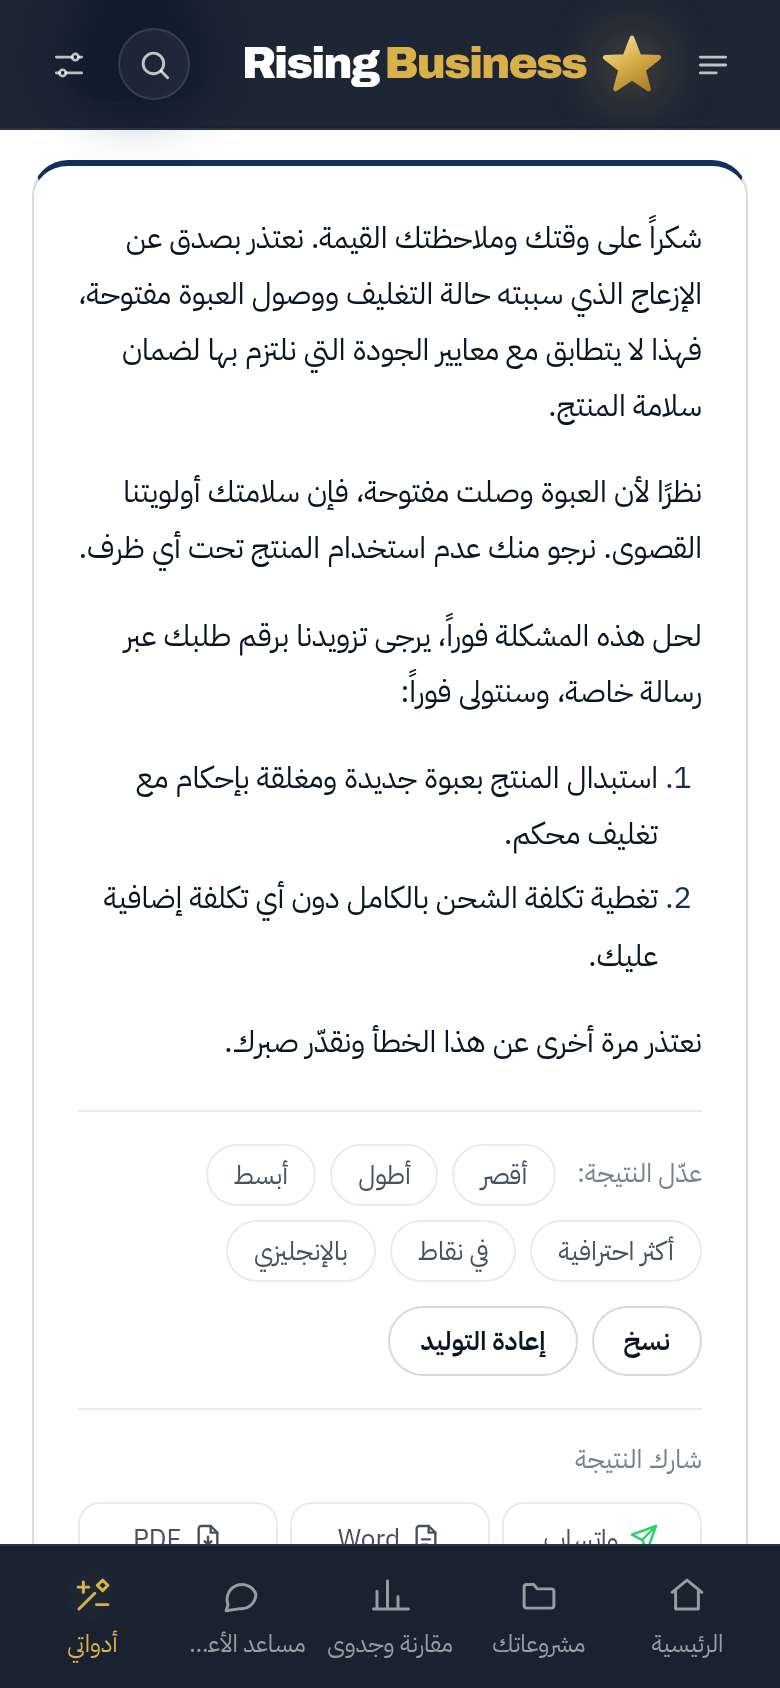 Rising Business
شكراً على وقتك وملاحظتك القيمة. نعتذر بصدق عن
الإزعاج الذي سببته حالة التغليف ووصول العبوة مفتوحة،
فهذا لا يتطابق مع معايير الجودة التي نلتزم بها لضمان
سلامة المنتج.
نظرًا لأن العبوة وصلت مفتوحة، فإن سلامتك أولويتنا
القصوى. نرجو منك عدم استخدام المنتج تحت أي ظرف.
لحل هذه المشكلة فوراً، يرجى تزويدنا برقم طلبك عبر
رسالة خاصة، وسنتولى فوراً:
1. استبدال المنتج بعبوة جديدة ومغلقة بإحكام مع
تغليف محكم.
2. تغطية تكلفة الشحن بالكامل دون أي تكلفة إضافية
عليك.
نعتذر مرة أخرى عن هذا الخطأ ونقدّر صبرك.
عدّل النتيجة: أقصر أطول أبسط
أكثر احترافية في نقاط بالإنجليزي
نسخ إعادة التوليد
شارك النتيجة
واتساب Word PDF
الرئيسية مشروعاتك مقارنة وجدوى مساعد الأع... أدواتي